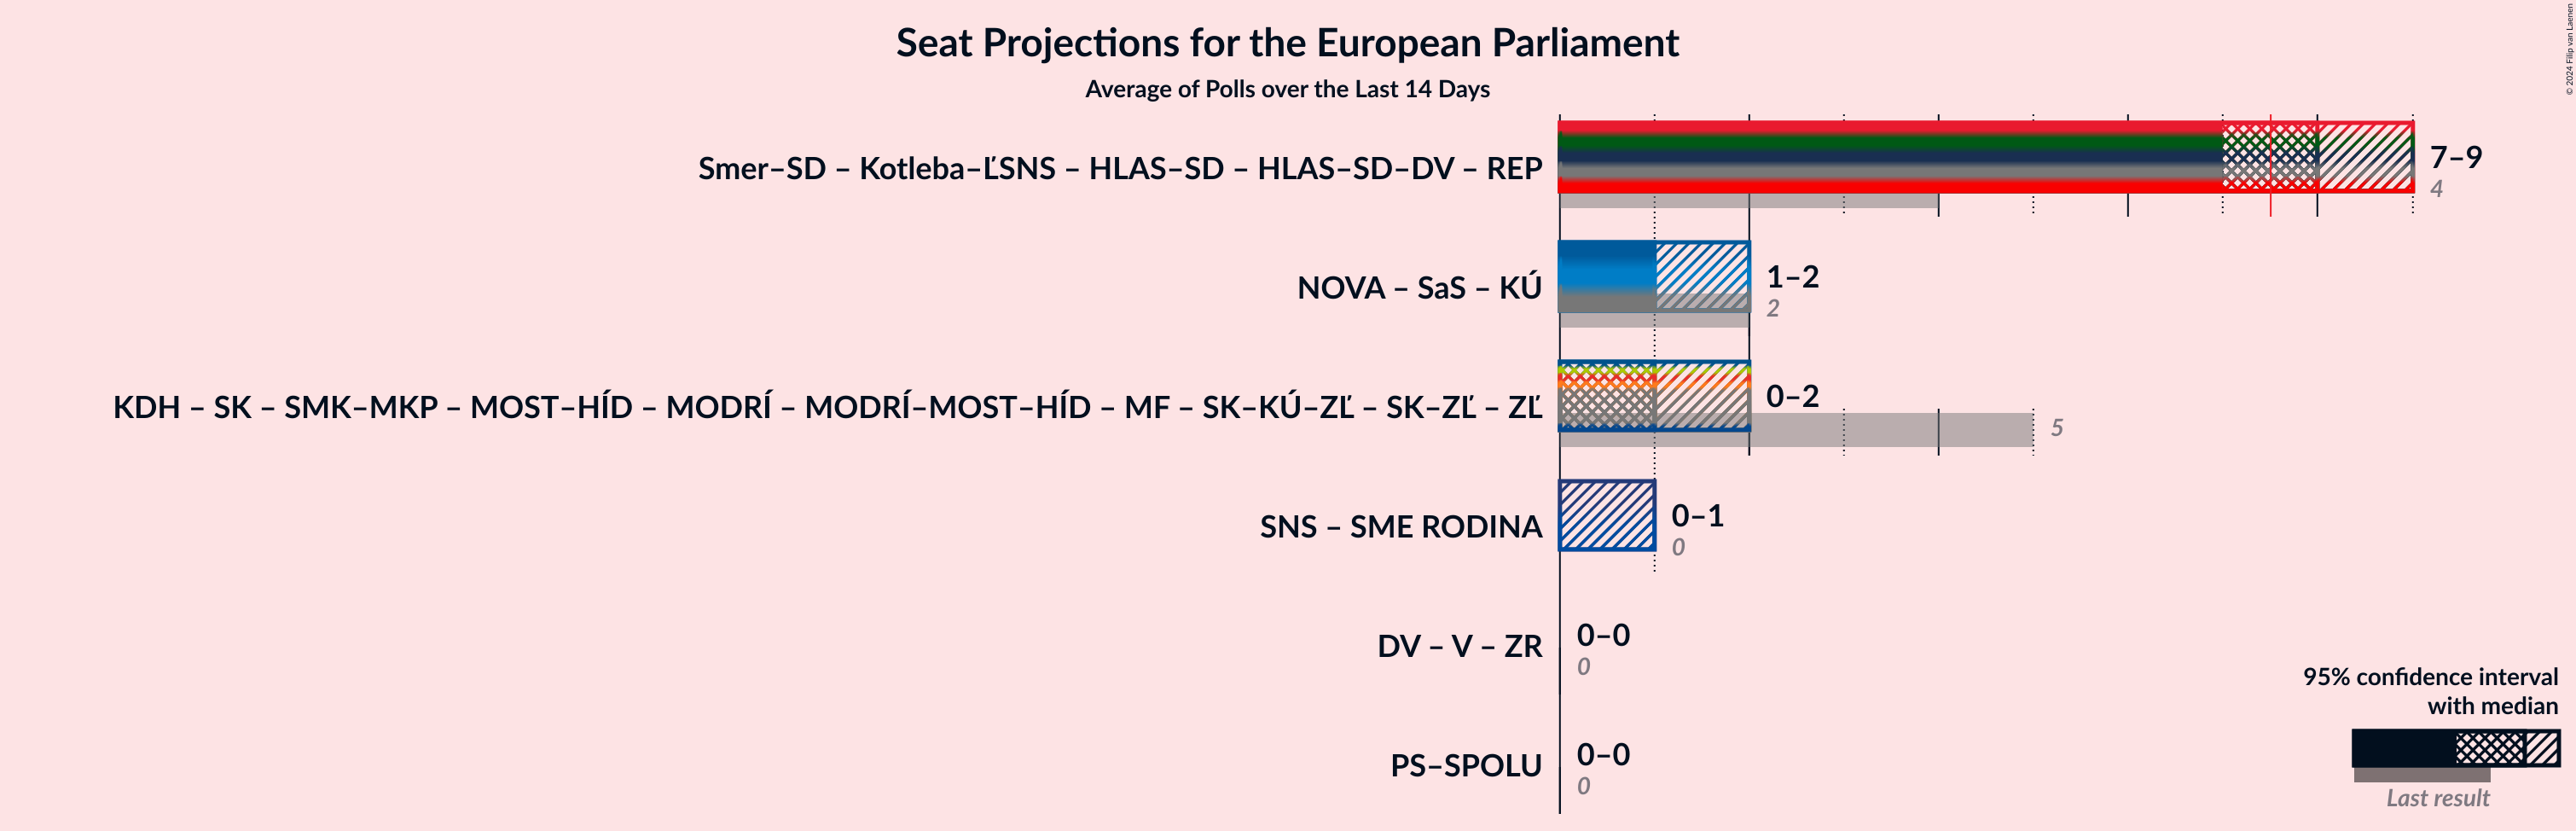 Seat Projections for the European Parliament
Average of Polls over the Last 14 Days
© 2024 Filip van Laenen
Smer–SD – Kotleba–ĽSNS – HLAS–SD – HLAS–SD–DV – REP
7–9
4
NOVA – SaS – KÚ
1–2
2
KDH – SK – SMK–MKP – MOST–HÍD – MODRÍ – MODRÍ–MOST–HÍD – MF – SK–KÚ–ZĽ – SK–ZĽ – ZĽ
0–2
5
SNS – SME RODINA
0–1
0
DV – V – ZR
0–0
0
PS–SPOLU
0–0
0
95% confidence interval
with median
Last result